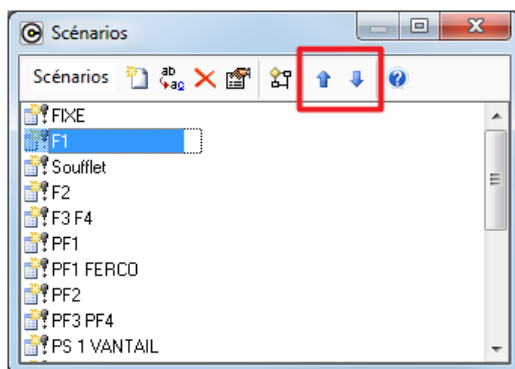 Scénarios
Scénarios
FIXE
F1
Soufflet
F2
F3 F4
PF1
PF1 FERCO
PF2
PF3 PF4
PS 1 VANTAIL